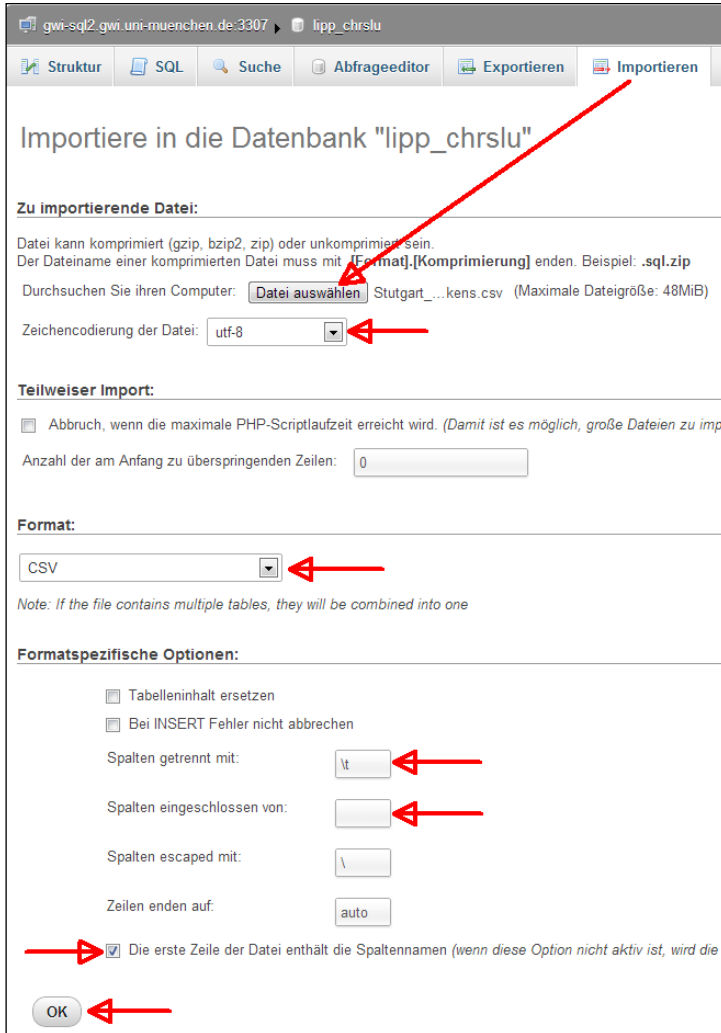 gwi-sql2.gwi.uni-muenchen.de:3307 lipp_chrslu
Struktur SQL Suche Abfrageeditor Exportieren Importieren
Importiere in die Datenbank "lipp_chrslu"
Zu importierende Datei:
Datei kann komprimiert (gzip, bzip2, zip) oder unkomprimiert sein.
Der Dateiname einer komprimierten Datei muss mit .[Format].[Komprimierung] enden. Beispiel: .sql.zip
Durchsuchen Sie ihren Computer: Datei auswählen Stutgart_...kens.csv (Maximale Dateigröße: 48MiB)
Zeichencodierung der Datei: utf-8
Teilweiser Import:
Abbruch, wenn die maximale PHP-Scriptlaufzeit erreicht wird. (Damit ist es möglich, große Dateien zu imp
Anzahl der am Anfang zu überspringenden Zeilen: 0
Format:
CSV
Note: If the file contains multiple tables, they will be combined into one
Formatspezifische Optionen:
Tabelleninhalt ersetzen
Bei INSERT Fehler nicht abbrechen
Spalten getrennt mit: \t
Spalten eingeschlossen von:
Spalten escaped mit: \
Zeilen enden auf: auto
Die erste Zeile der Datei enthält die Spaltennamen (wenn diese Option nicht aktiv ist, wird die
OK